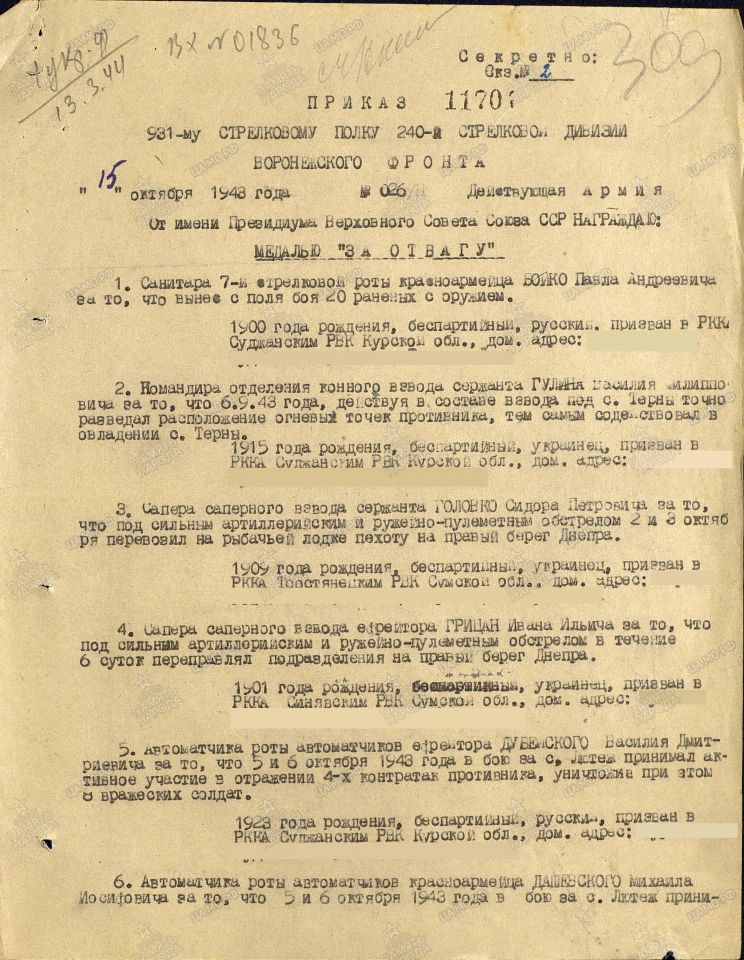 Вх №01836
13.3.44
309
Секретно:
Экз.№ 2
ПРИКАЗ 11701
931-му СТРЕЛКОВОМУ ПОЛКУ 240-й СТРЕЛКОВОЙ ДИВИЗИИ
ВОРОНЕЖСКОГО ФРОНТА
"15" октября 1943 года № 026/Н Действующая Армия
От имени Президиума Верховного Совета Союза ССР НАГРАЖДАЮ:
МЕДАЛЬЮ "ЗА ОТВАГУ"
1. Санитара 7-й стрелковой роты красноармейца БОЙКО Павла Андреевича
за то, что вынес с поля боя 20 раненых с оружием.
1900 года рождения, беспартийный, русский. призван в РККА
Суджанским РВК Курской обл., дом. адрес:
2. Командира отделения конного взвода сержанта ГУЛИНА Василия Филиппо-
вича за то, что 6.9.43 года, действуя в составе взвода под с. Терны точно
разведал расположение огневых точек противника, тем самым содействовал в
овладении с. Терны.
1915 года рождения, беспартийный, украинец, призван в
РККА Суджанским РВК Курской обл., дом. адрес:
3. Сапера саперного взвода сержанта ГОЛОВКО Сидора Петровича за то,
что под сильным артиллерийским и ружейно-пулеметным обстрелом 2 и 3 октяб
ря перевозил на рыбачьей лодке пехоту на правый берег Днепра.
1909 года рождения, беспартийный, украинец, призван в
РККА Тростянецким РВК Сумской обл., дом. адрес:
4. Сапера саперного взвода ефрейтора ГРИЦАН Ивана Ильича за то, что
под сильним артиллерийским и ружейно-пулеметным обстрелом в течение
6 суток переправлял подразделения на правый берег Днепра.
1901 года рождения, беспартийный, украинец, призван в
РККА Синявским РВК Сумской обл., дом. адрес:
5. Автоматчика роты автоматчиков ефрейтора ДУБЕМСКОГО Василия Дмит-
риевича за то, что 5 и 6 октября 1943 года в бою за с. Лютеж принимал ак-
тивное участие в отражении 4-х контратак противника, уничтожив при этом
8 вражеских солдат.
1923 года рождения, беспартийный, русский, призван в
РККА Суджанским РВК Курской обл., дом. адрес:
6. Автоматчика роты автоматчиков красноармейца ДАШЕВСКОГО Михаила
Иосифовича за то, что 5 и 6 октября 1943 года в бою за с. Лютеж прини-